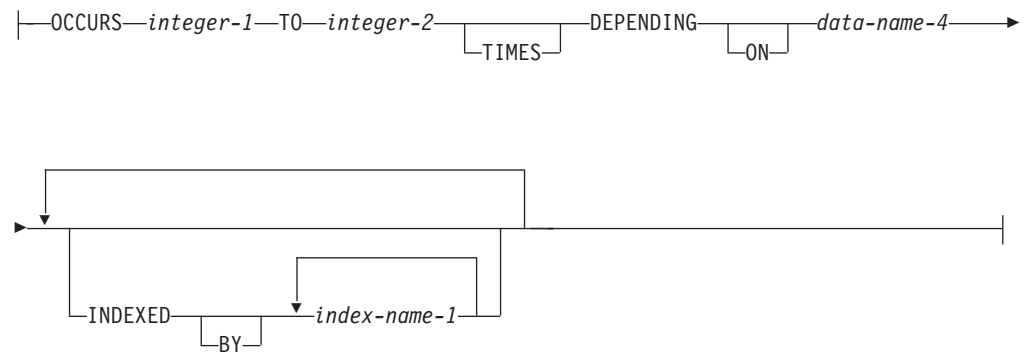 OCCURS integer-1 TO integer-2 DEPENDING data-name-4
TIMES ON
INDEXED index-name-1
BY